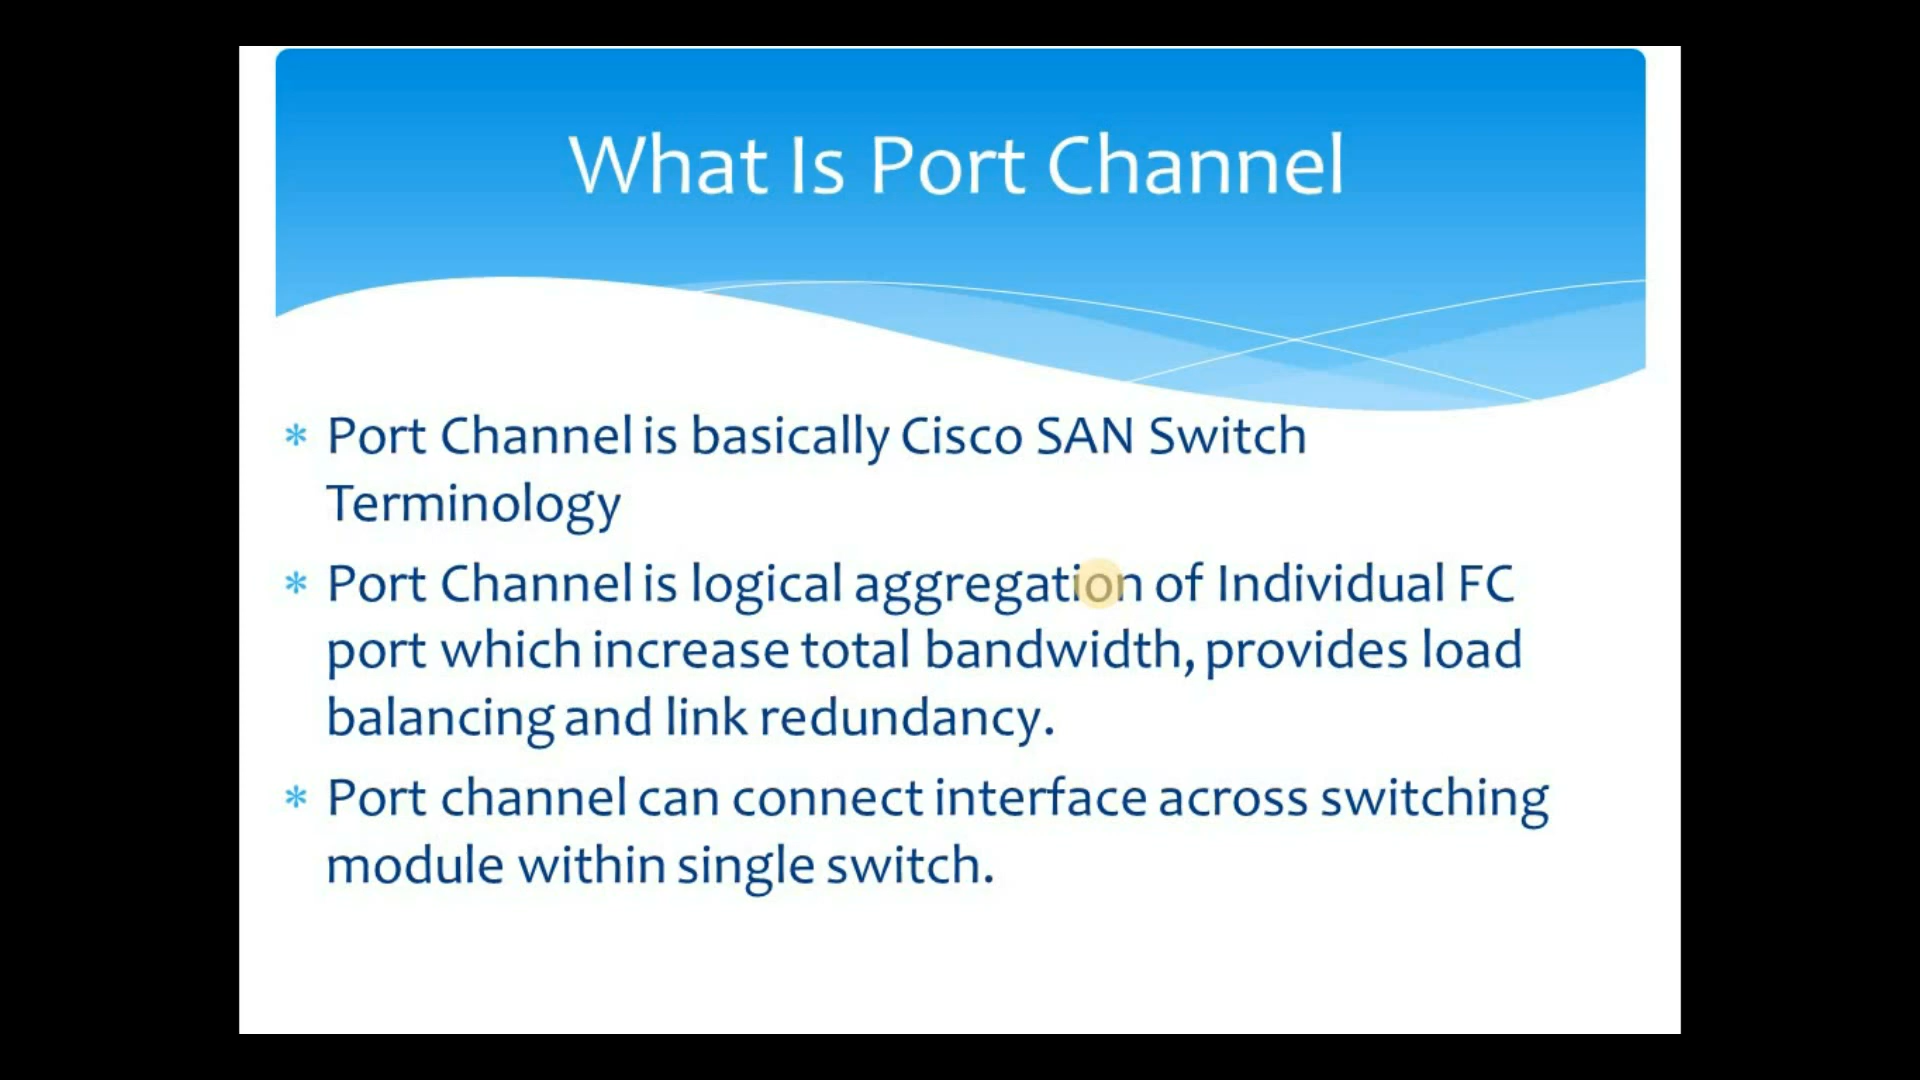 What Is Port Channel
* Port Channel is basically Cisco SAN Switch
Terminology
* Port Channel is logical aggregation of Individual FC
port which increase total bandwidth, provides load
balancing and link redundancy.
* Port channel can connect interface across switching
module within single switch.